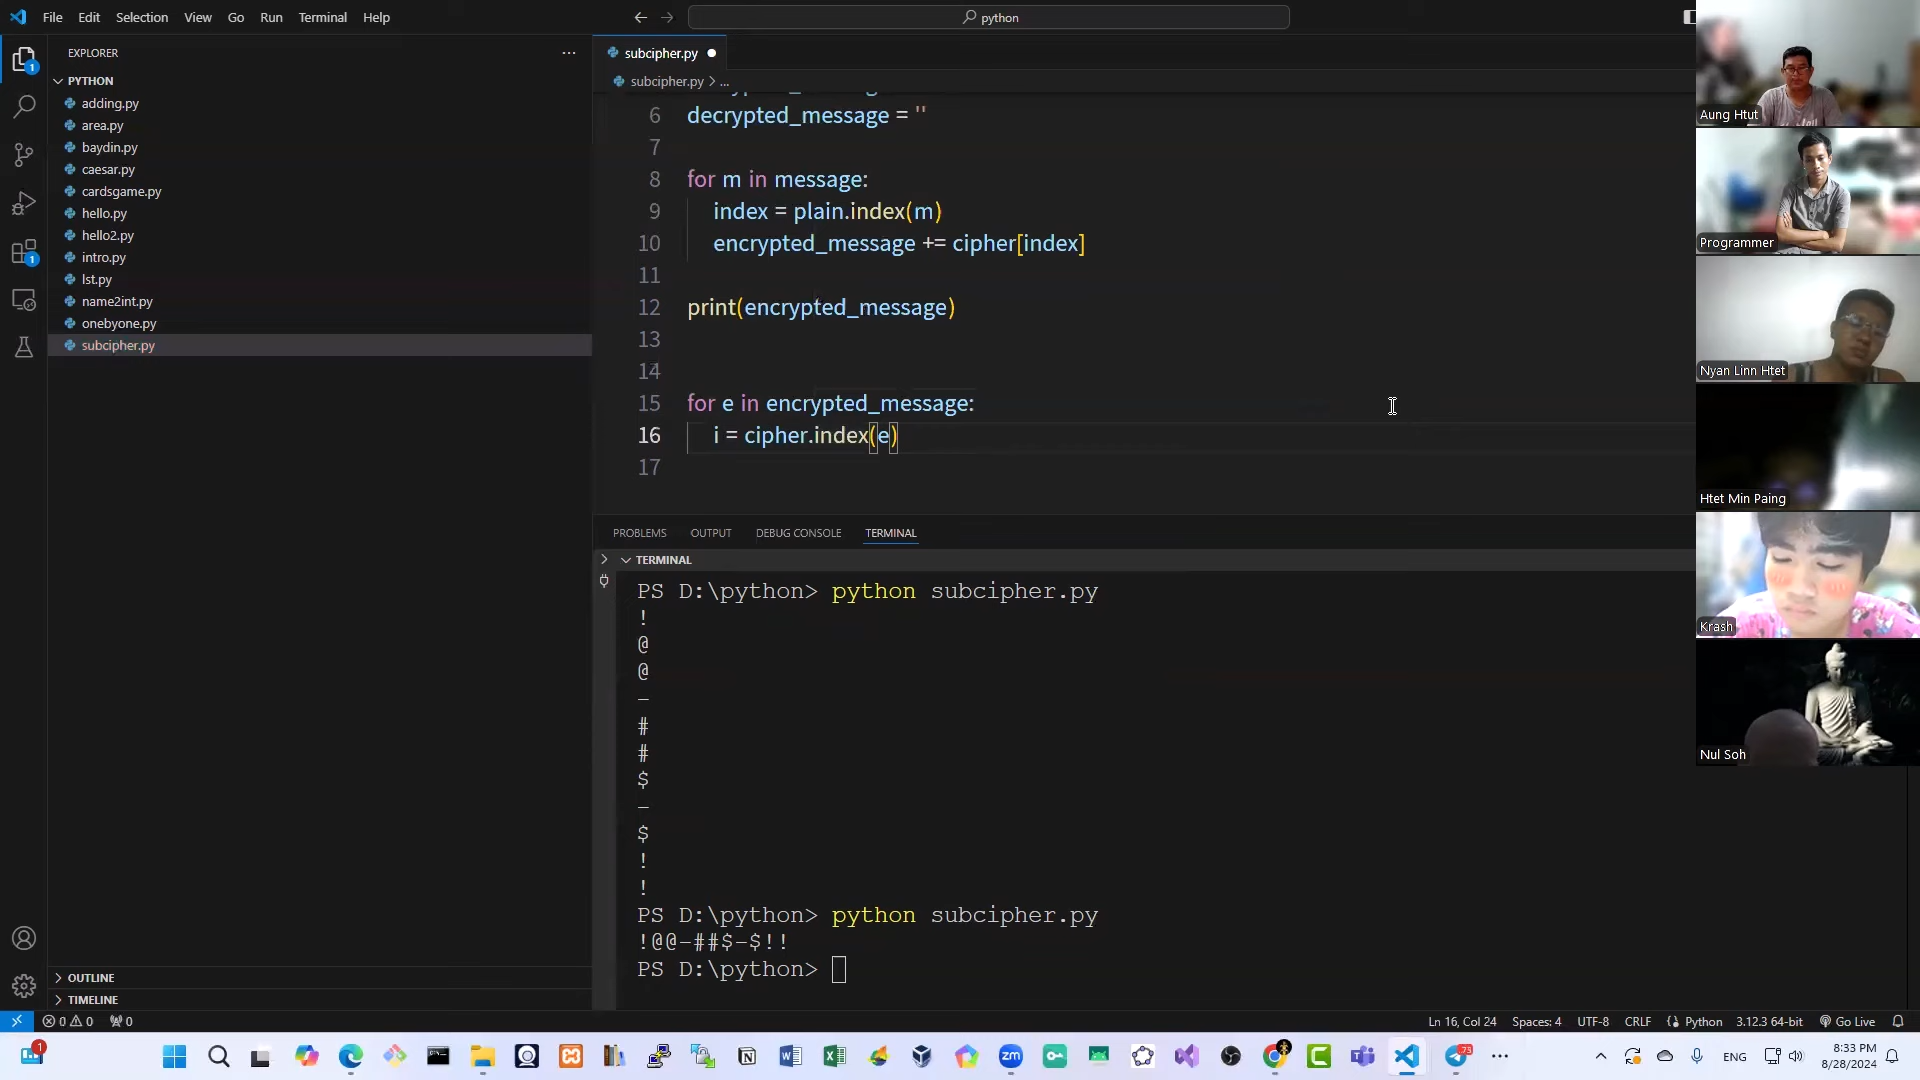 File Edit Selection View Go Run Terminal Help
python
EXPLORER
PYTHON
adding.py
area.py
baydin.py
caesar.py
cardsgame.py
hello.py
hello2.py
intro.py
lst.py
name2int.py
onebyone.py
subcipher.py
OUTLINE
TIMELINE
subcipher.py
subcipher.py > ...
6 decrypted_message = ''
7
8 for m in message:
9 index = plain.index(m)
10 encrypted_message += cipher[index]
11
12 print(encrypted_message)
13
14
15 for e in encrypted_message:
16 i = cipher.index(e)
17
PROBLEMS OUTPUT DEBUG CONSOLE TERMINAL
TERMINAL
PS D:\python> python subcipher.py
!
@
@
-
#
#
$
-
$
!
!
PS D:\python> python subcipher.py
!@@-##$-$!!
PS D:\python>
Aung Htut
Programmer
Nyan Linn Htet
Htet Min Paing
Krash
Nul Soh
0 0 0
Ln 16, Col 24 Spaces: 4 UTF-8 CRLF Python 3.12.3 64-bit Go Live
ENG
8:33 PM
8/28/2024